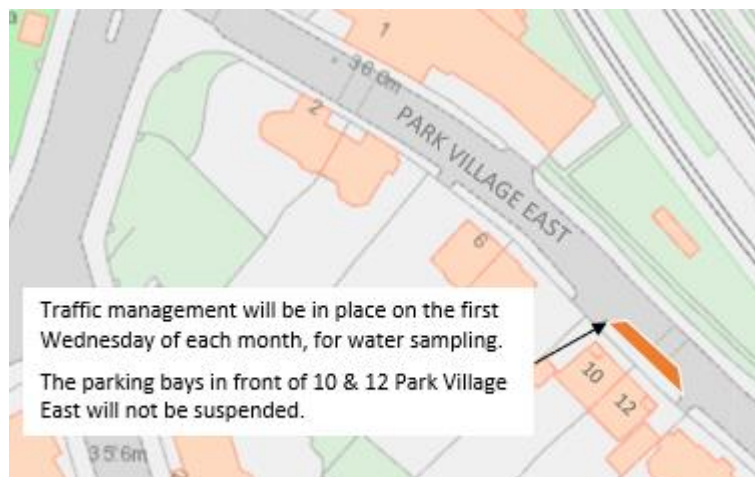 1
36.0m
2
PARK VILLAGE EAST
6
Traffic management will be in place on the first
Wednesday of each month, for water sampling.
The parking bays in front of 10 & 12 Park Village
East will not be suspended.
10
12
35.6m